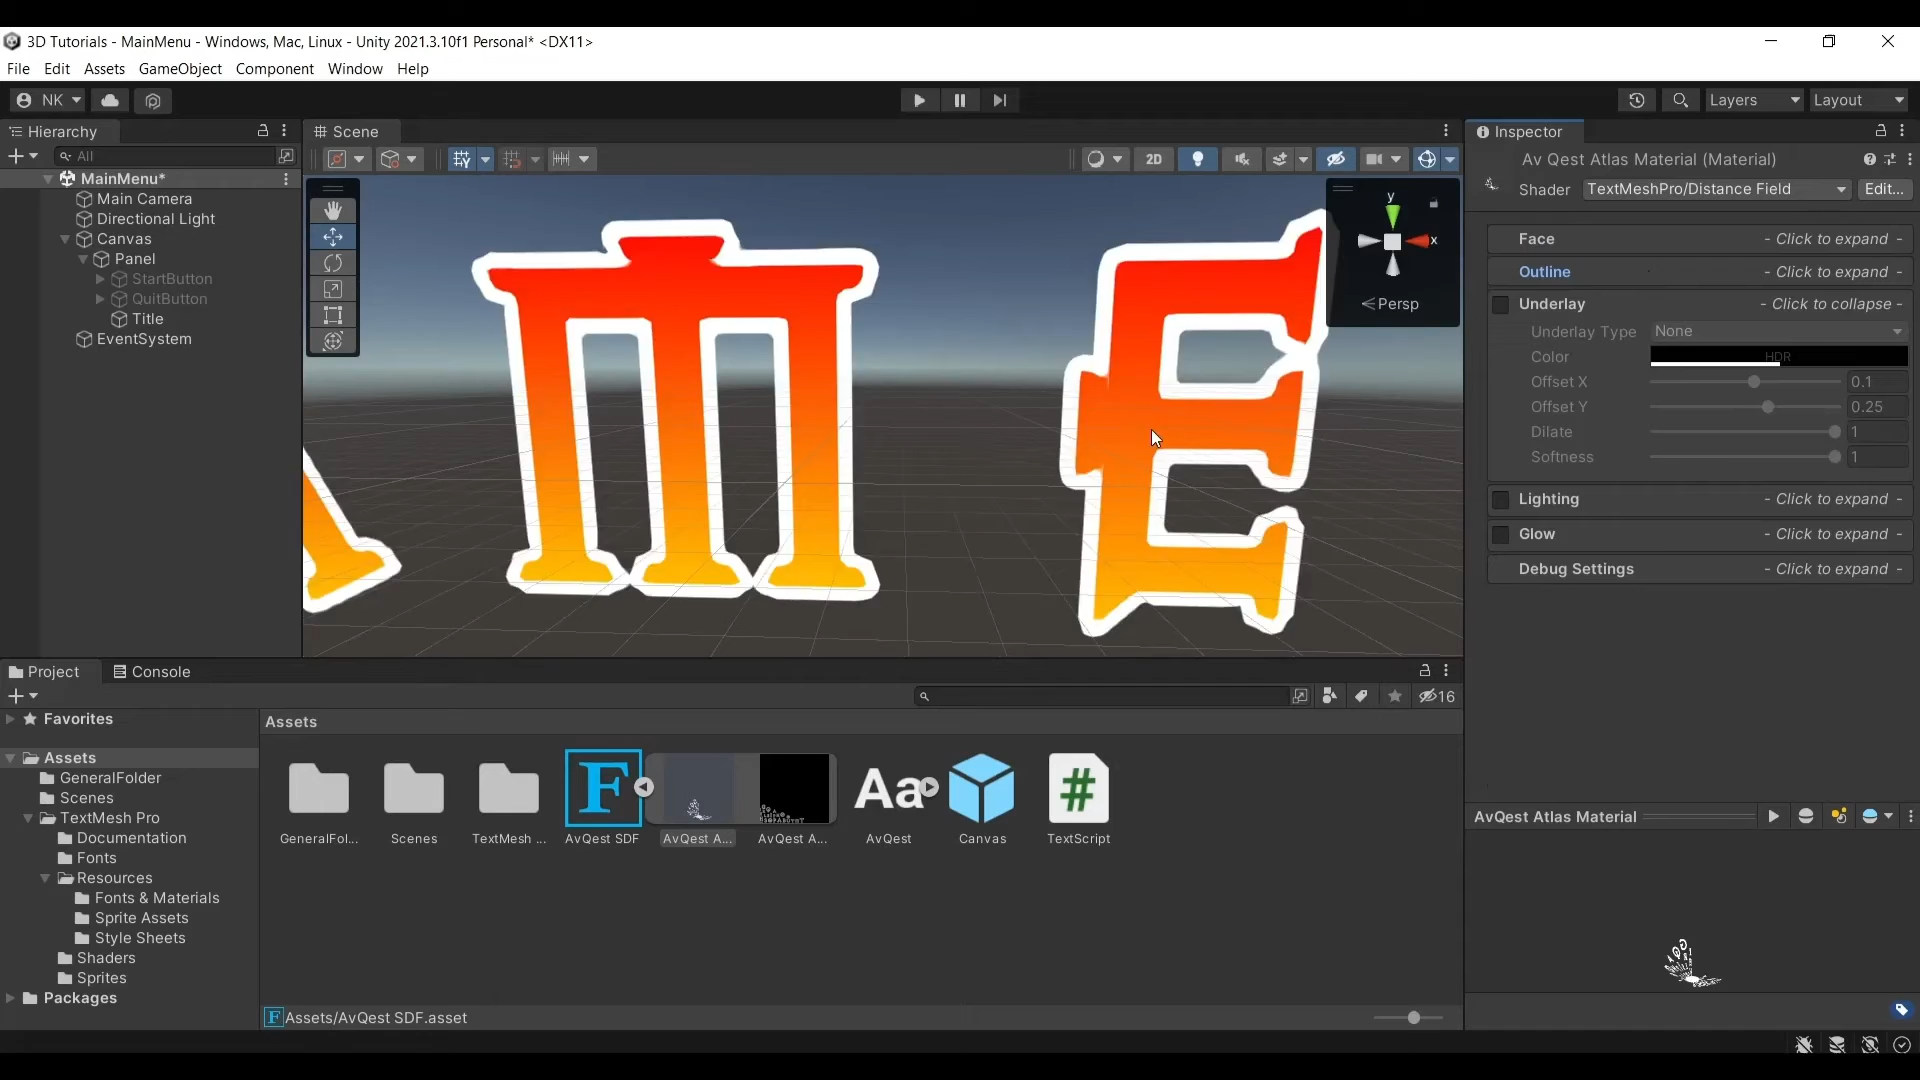 3D Tutorials - MainMenu - Windows, Mac, Linux - Unity 2021.3.10f1 Personal* <DX11>
File Edit Assets GameObject Component Window Help
NK Layers Layout
Hierarchy
All
MainMenu*
Main Camera
Directional Light
Canvas
Panel
StartButton
QuitButton
Title
EventSystem
Scene
2D
y
x
Persp
M E
Inspector
Av Qest Atlas Material (Material)
Shader TextMeshPro/Distance Field Edit...
Face - Click to expand -
Outline - Click to expand -
Underlay - Click to collapse -
Underlay Type None
Color HDR
Offset X 0.1
Offset Y 0.25
Dilate 1
Softness 1
Lighting - Click to expand -
Glow - Click to expand -
Debug Settings - Click to expand -
Project Console
16
Favorites
Assets
GeneralFolder
Scenes
TextMesh Pro
Documentation
Fonts
Resources
Fonts & Materials
Sprite Assets
Style Sheets
Shaders
Sprites
Packages
Assets
F Aa #
GeneralFol... Scenes TextMesh ... AvQest SDF AvQest A... AvQest A... AvQest Canvas TextScript
F Assets/AvQest SDF.asset
AvQest Atlas Material